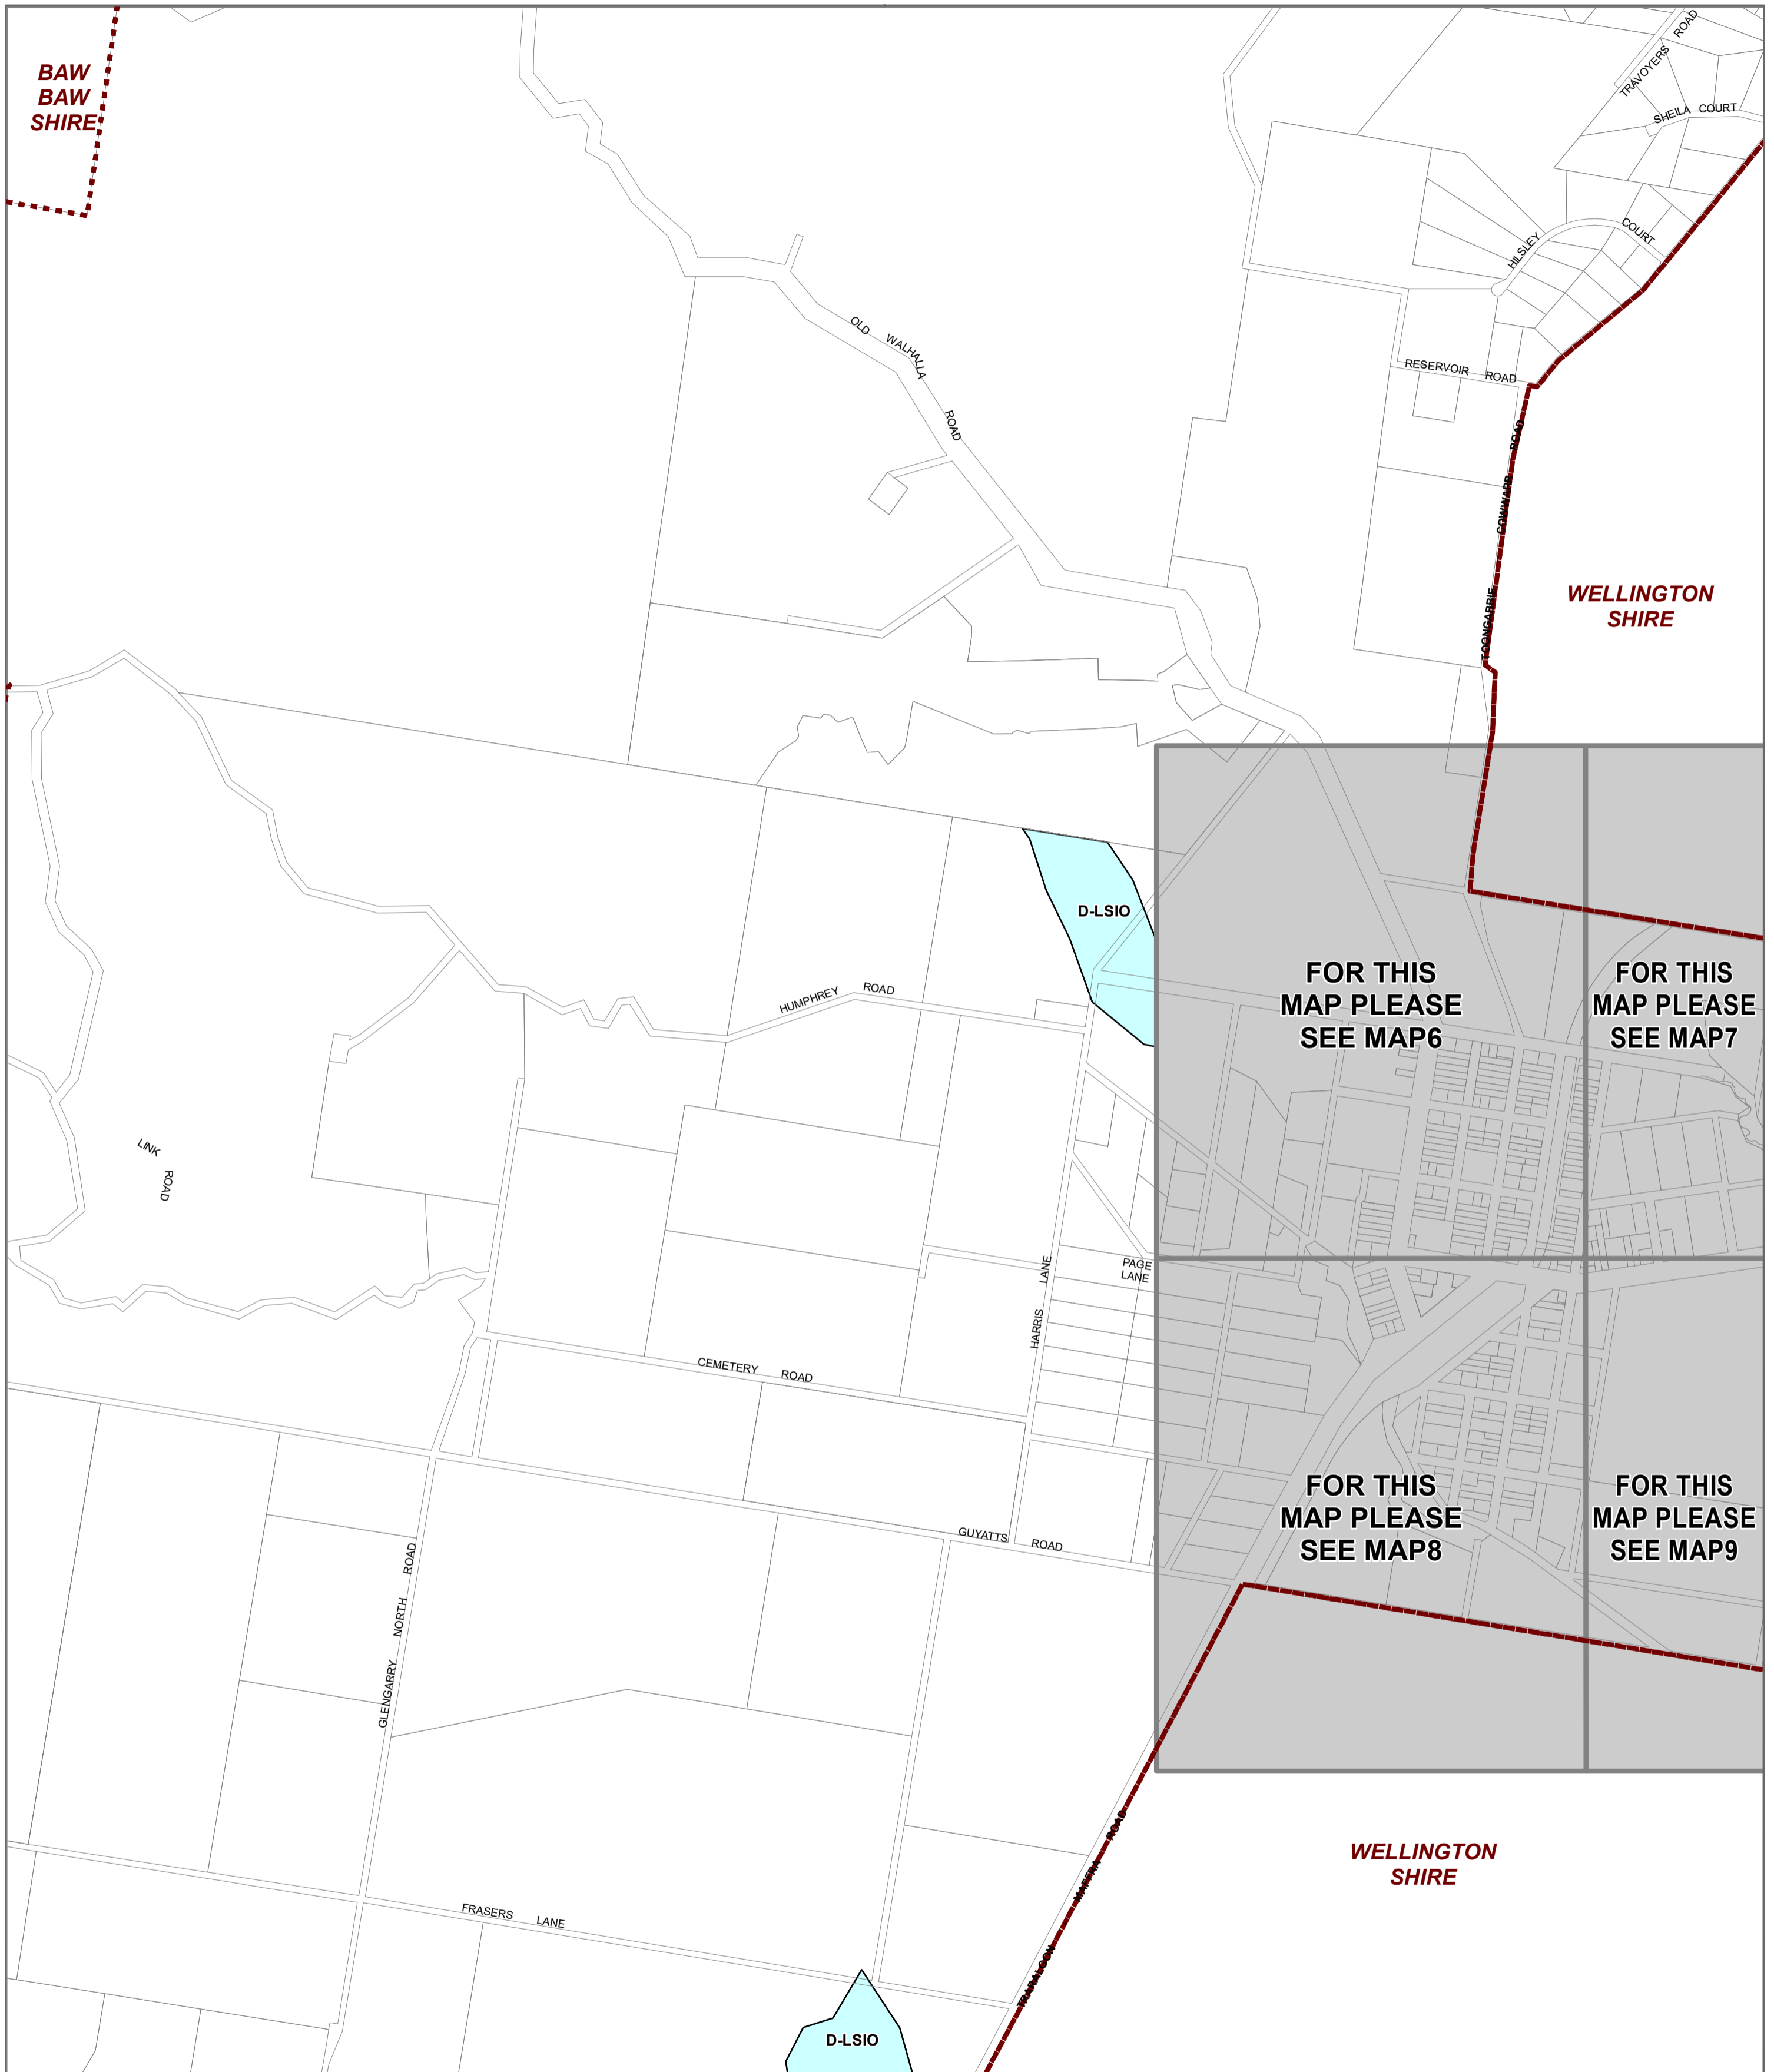 BAW
BAW
SHIRE
TRAVOYERS ROAD
SHEILA COURT
HILSLEY COURT
OLD WALHALLA ROAD
RESERVOIR ROAD
TOONGABBIE COWWARR ROAD
WELLINGTON
SHIRE
D-LSIO
FOR THIS
MAP PLEASE
SEE MAP6
FOR THIS
MAP PLEASE
SEE MAP7
HUMPHREY ROAD
LINK ROAD
HARRIS LANE
PAGE
LANE
CEMETERY ROAD
GUYATTS ROAD
GLENGARRY NORTH ROAD
FOR THIS
MAP PLEASE
SEE MAP8
FOR THIS
MAP PLEASE
SEE MAP9
TRARALGON MAFFRA ROAD
WELLINGTON
SHIRE
FRASERS LANE
D-LSIO